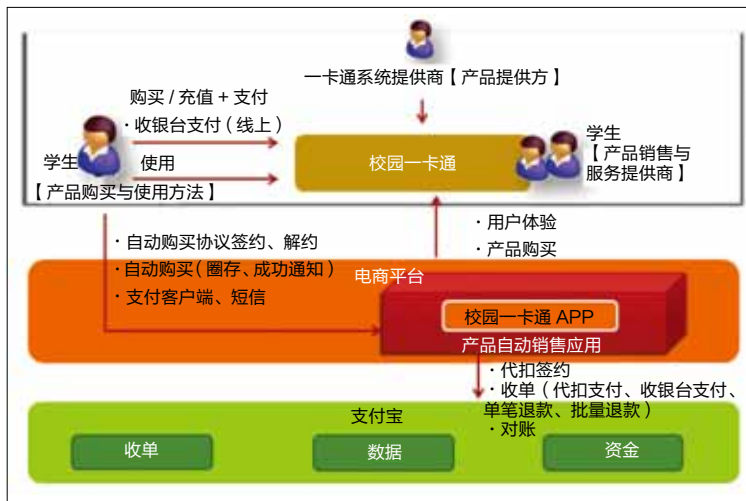 一卡通系统提供商【产品提供方】
购买 / 充值 + 支付
·收银台支付（线上）
学生
使用
【产品购买与使用方法】
校园一卡通
学生
【产品销售与
服务提供商】
·用户体验
·产品购买
·自动购买协议签约、解约
·自动购买（圈存、成功通知）
·支付客户端、短信
电商平台
校园一卡通 APP
产品自动销售应用
·代扣签约
·收单（代扣支付、收银台支付、
单笔退款、批量退款）
·对账
支付宝
收单
数据
资金